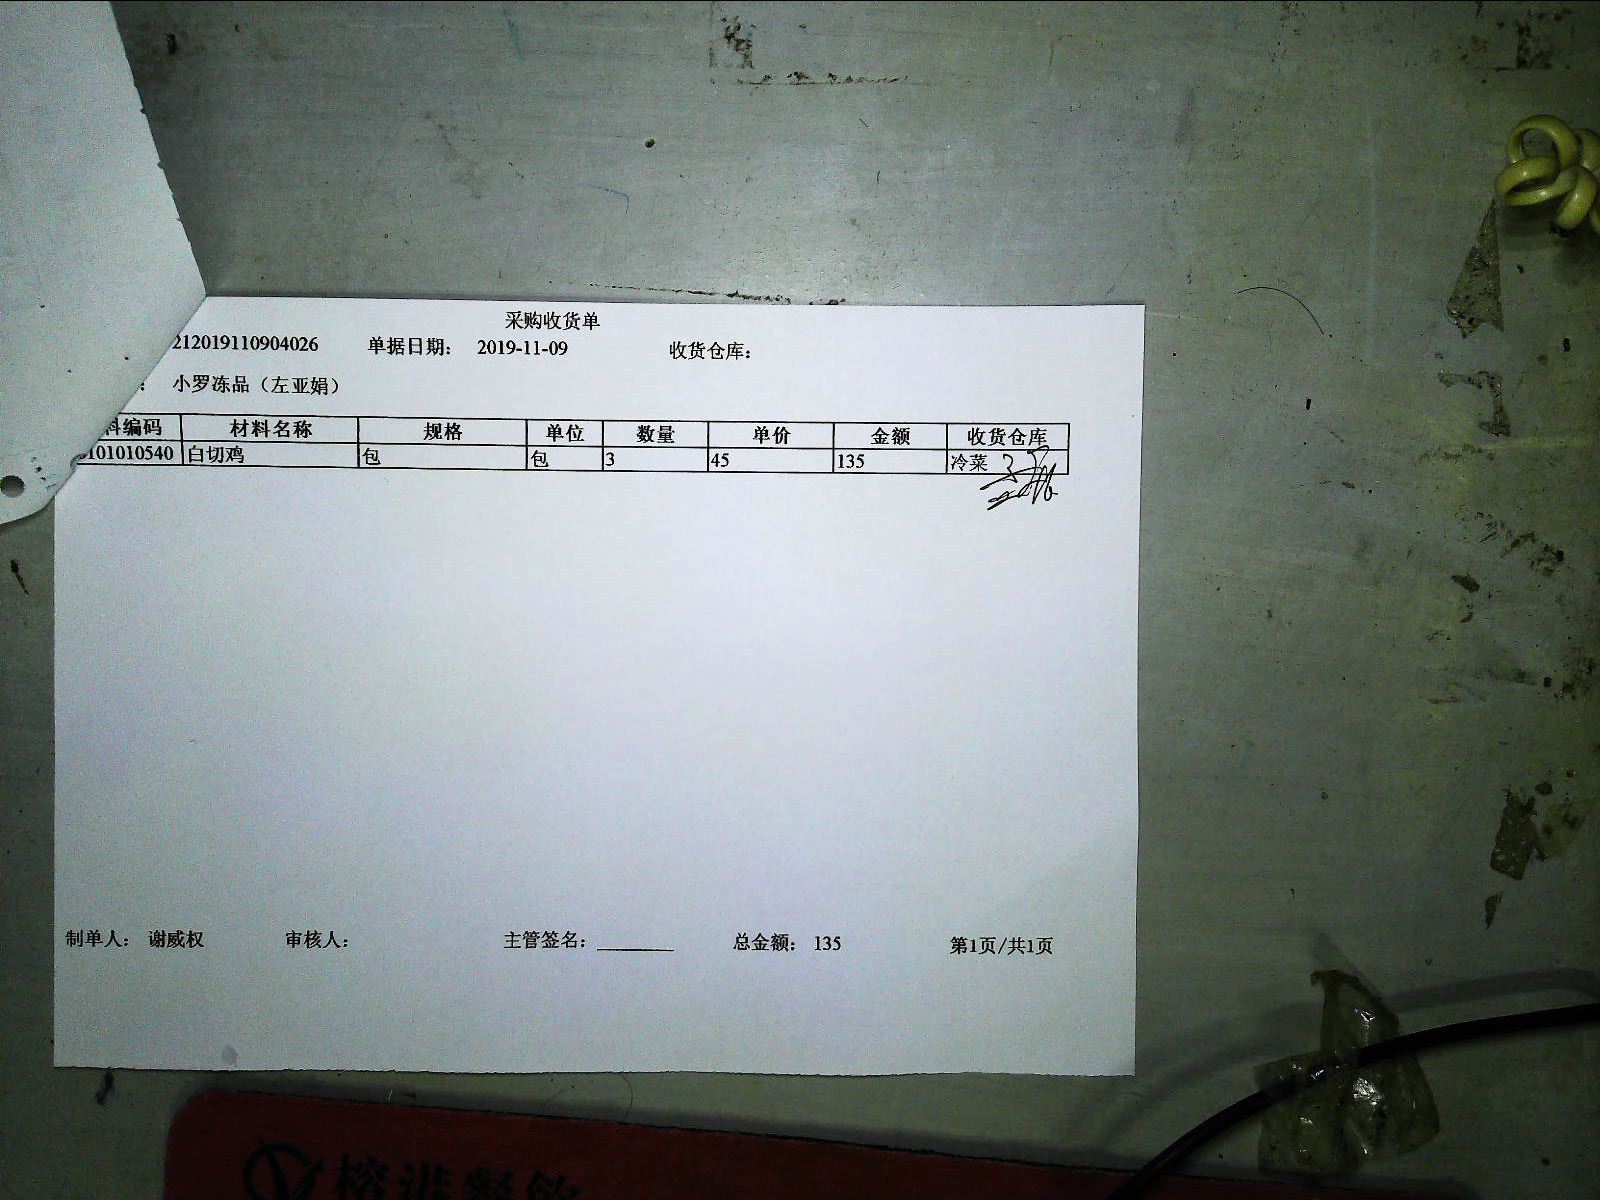 采购收货单
212019110904026 单据日期： 2019-11-09 收货仓库：
： 小罗冻品（左亚娟）
料编码 材料名称 规格 单位 数量 单价 金额 收货仓库
101010540 白切鸡 包 包 3 45 135 冷菜
制单人： 谢威权 审核人： 主管签名： 总金额： 135 第1页/共1页